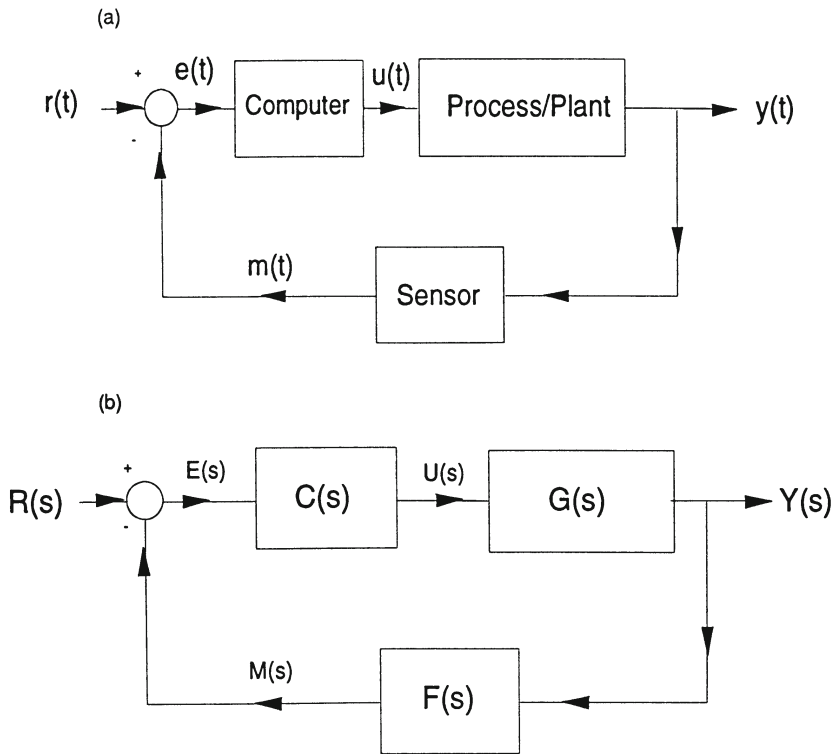 (a)
+
e(t)
u(t)
r(t)
Computer
Process/Plant
y(t)
-
m(t)
Sensor
(b)
+
E(s)
U(s)
R(s)
C(s)
G(s)
Y(s)
-
M(s)
F(s)